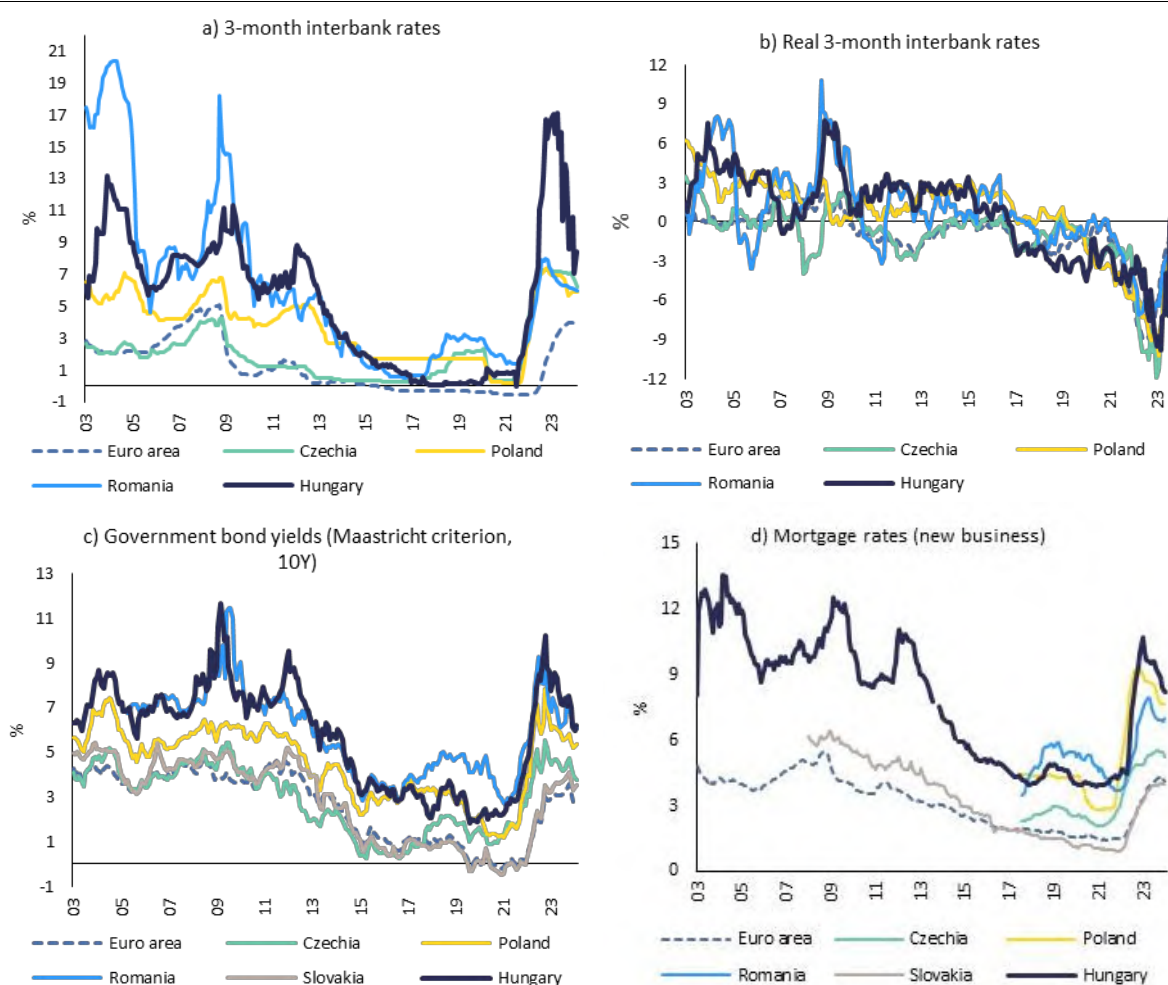 a) 3-month interbank rates
21
19
17
15
13
11
9
7
5
3
1
-1
%
03 05 07 09 11 13 15 17 19 21 23
Euro area Czechia Poland
Romania Hungary
b) Real 3-month interbank rates
12
9
6
3
0
-3
-6
-9
-12
%
03 05 07 09 11 13 15 17 19 21 23
Euro area Czechia Poland
Romania Hungary
c) Government bond yields (Maastricht criterion,
10Y)
13
11
9
7
5
3
1
-1
%
03 05 07 09 11 13 15 17 19 21 23
Euro area Czechia Poland
Romania Slovakia Hungary
d) Mortgage rates (new business)
15
12
9
6
3
0
%
03 05 07 09 11 13 15 17 19 21 23
Euro area Czechia Poland
Romania Slovakia Hungary